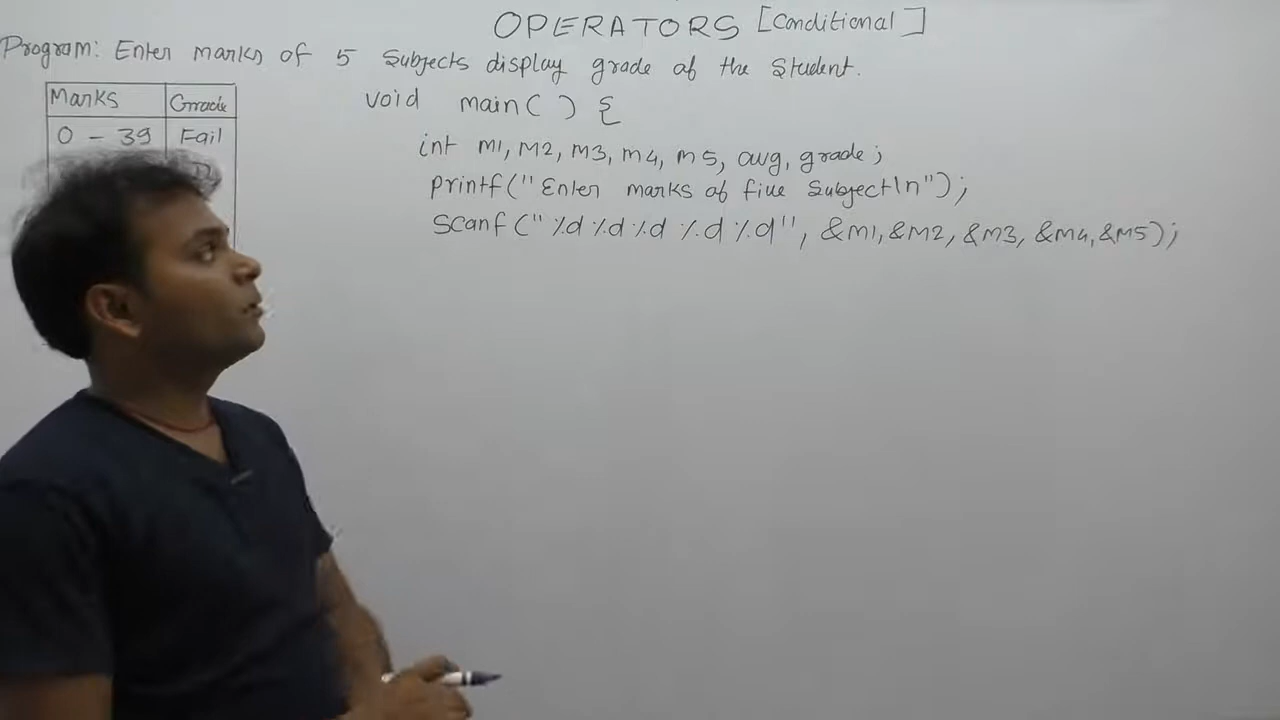 OPERATORS [Conditional]
Program: Enter marks of 5 Subjects display grade of the Student.
Marks Grade
0 - 39 Fail
D
void main( ) {
int m1, m2, m3, m4, m5, avg, grade;
printf("Enter marks of five Subject\n");
scanf("%d %d %d %d %d", &m1, &m2, &m3, &m4, &m5);